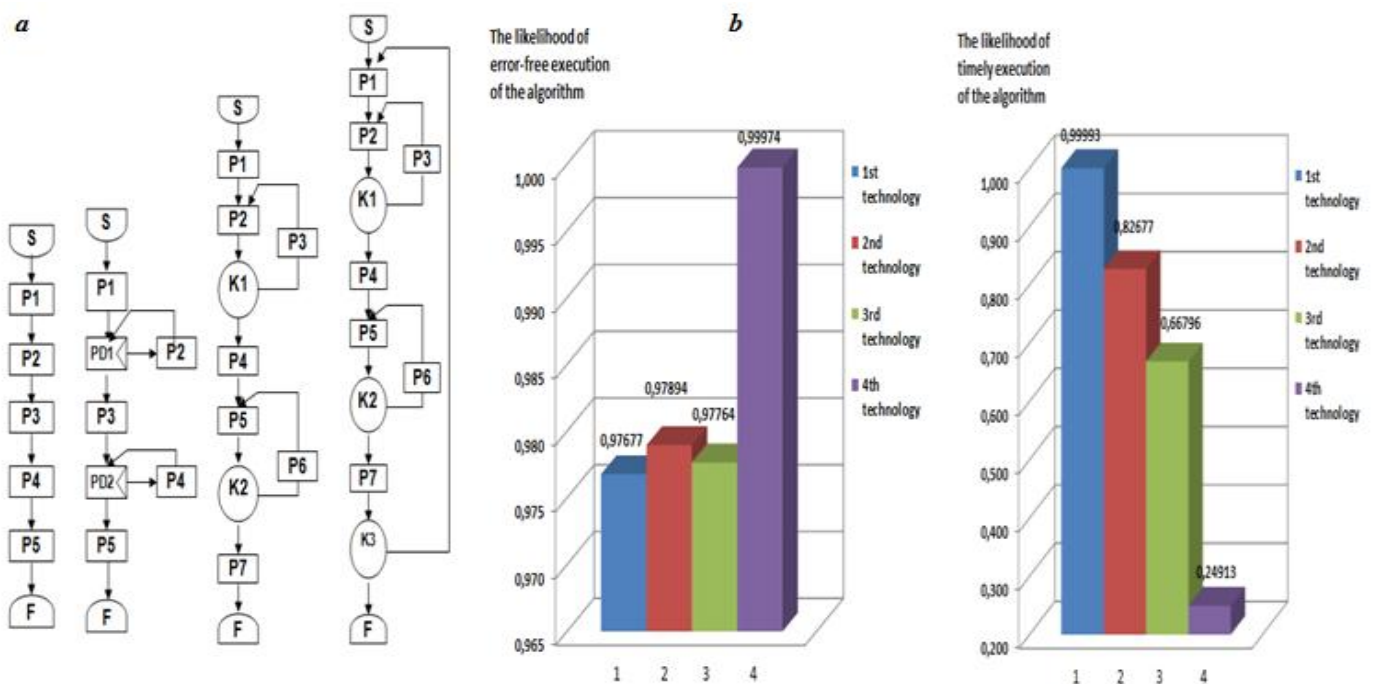 a
S
P1
P2
P3
P4
P5
F
S
P1
PD1
P2
P3
PD2
P4
P5
F
S
P1
P2
P3
K1
P4
P5
P6
K2
P7
F
S
P1
P2
P3
K1
P4
P5
P6
K2
P7
K3
F
b
The likelihood of
error-free execution
of the algorithm
1,000
0,995
0,990
0,985
0,980
0,975
0,970
0,965
0,97677
0,97894
0,97764
0,99974
1
2
3
4
1st
technology
2nd
technology
3rd
technology
4th
technology
The likelihood of
timely execution
of the algorithm
1,000
0,900
0,800
0,700
0,600
0,500
0,400
0,300
0,200
0,99993
0,82677
0,66796
0,24913
1
2
3
4
1st
technology
2nd
technology
3rd
technology
4th
technology